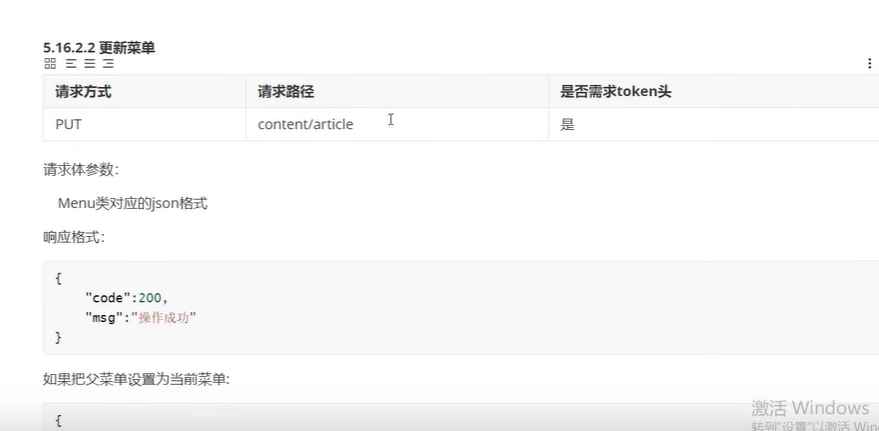 5.16.2.2 更新菜单
请求方式 请求路径 是否需求token头
PUT content/article 是
请求体参数：
Menu类对应的json格式
响应格式：
{
"code":200,
"msg":"操作成功"
}
如果把父菜单设置为当前菜单:
{
激活 Windows
转到"设置"以激活 Win